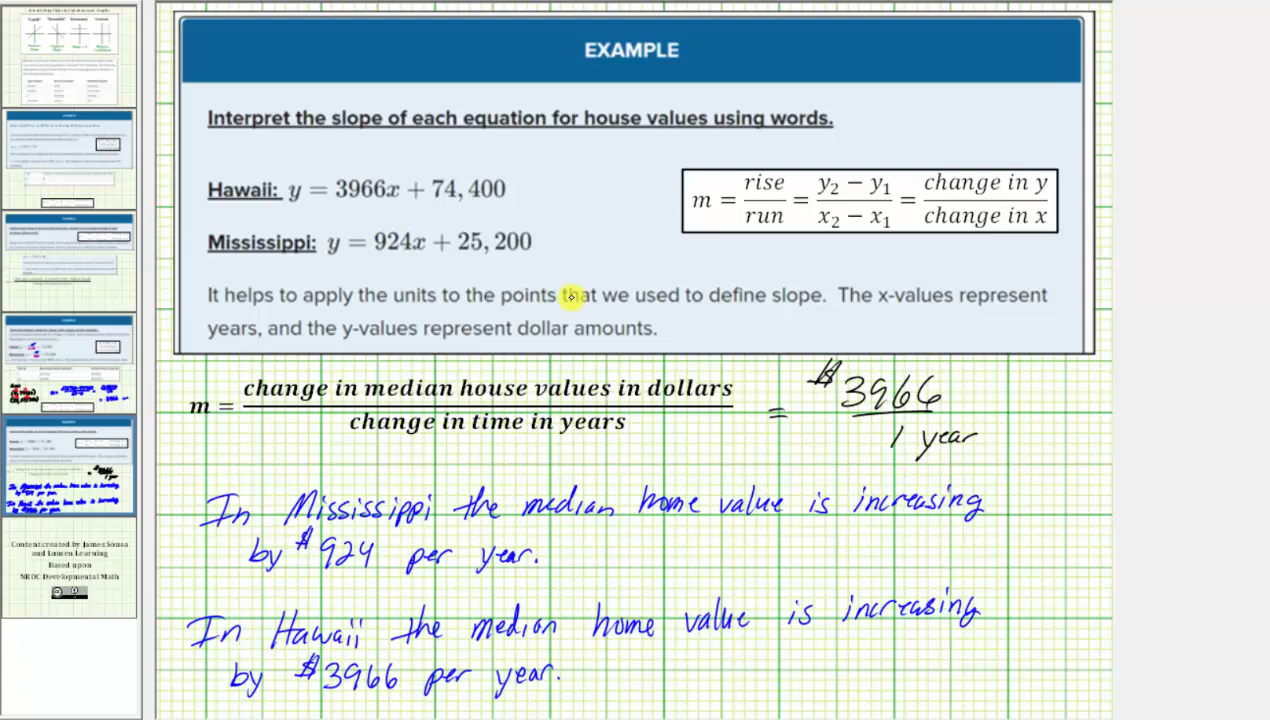 EXAMPLE
Interpret the slope of each equation for house values using words.
Hawaii: y = 3966x + 74,400
m = rise/run = y₂ − y₁/x₂ − x₁ = change in y/change in x
Mississippi: y = 924x + 25,200
It helps to apply the units to the points that we used to define slope. The x-values represent
years, and the y-values represent dollar amounts.
m = change in median house values in dollars/change in time in years = $3966/1 year
In Mississippi the median home value is increasing
by $924 per year.
In Hawaii the median home value is increasing
by $3966 per year.
Content created by James Sousa
and Lumen Learning
Based upon
NROC Developmental Math